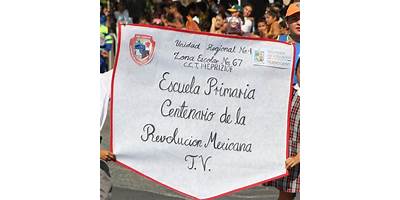 Unidad Regional No.1
Zona Escolar No. 67
Escuela Primaria
Centenario de la
Revolucion Mexicana
T.V.